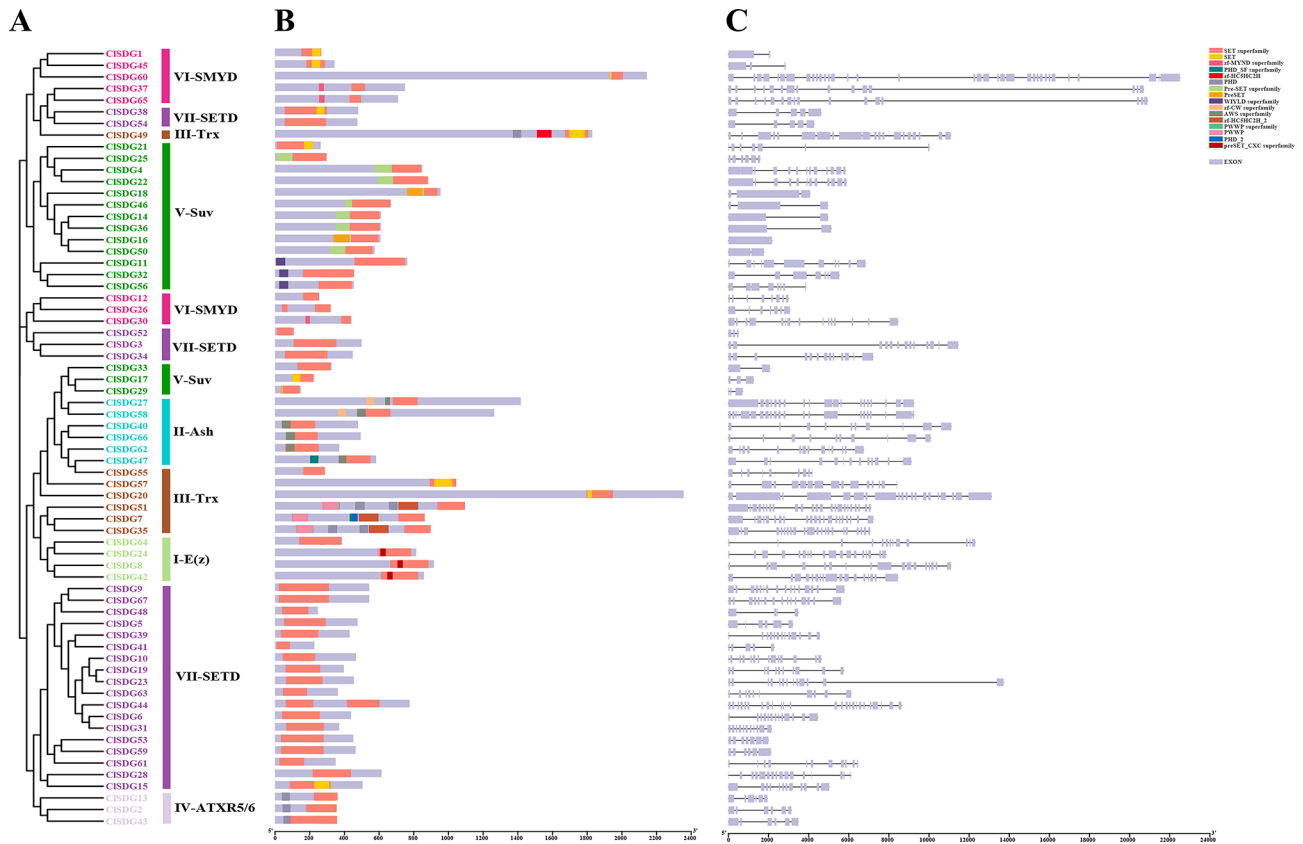 A
B
C
ClSDG1
ClSDG45
ClSDG60
ClSDG37
ClSDG65
VI-SMYD
ClSDG38
ClSDG54
VII-SETD
ClSDG49
III-Trx
ClSDG21
ClSDG25
ClSDG4
ClSDG22
ClSDG18
ClSDG46
ClSDG14
ClSDG36
ClSDG16
ClSDG50
ClSDG11
ClSDG32
ClSDG56
V-Suv
ClSDG12
ClSDG26
ClSDG30
VI-SMYD
ClSDG52
ClSDG3
ClSDG34
VII-SETD
ClSDG33
ClSDG17
ClSDG29
V-Suv
ClSDG27
ClSDG58
ClSDG40
ClSDG66
ClSDG62
ClSDG47
II-Ash
ClSDG55
ClSDG57
ClSDG20
ClSDG51
ClSDG7
ClSDG35
III-Trx
ClSDG64
ClSDG24
ClSDG8
ClSDG42
I-E(z)
ClSDG9
ClSDG67
ClSDG48
ClSDG5
ClSDG39
ClSDG41
ClSDG10
ClSDG19
ClSDG23
ClSDG63
ClSDG44
ClSDG6
ClSDG31
ClSDG53
ClSDG59
ClSDG61
ClSDG28
ClSDG15
VII-SETD
ClSDG13
ClSDG2
ClSDG43
IV-ATXR5/6
5' 3'
0 200 400 600 800 1000 1200 1400 1600 1800 2000 2200 2400
5' 3'
0 2000 4000 6000 8000 10000 12000 14000 16000 18000 20000 22000 24000
SET superfamily
SET
zf-MYND superfamily
PHD_SF superfamily
zf-HC5HC2H
PHD
Pre-SET superfamily
PreSET
WIYLD superfamily
zf-CW superfamily
AWS superfamily
zf-HC5HC2H_2
PWWP superfamily
PWWP
PHD_2
preSET_CXC superfamily
EXON